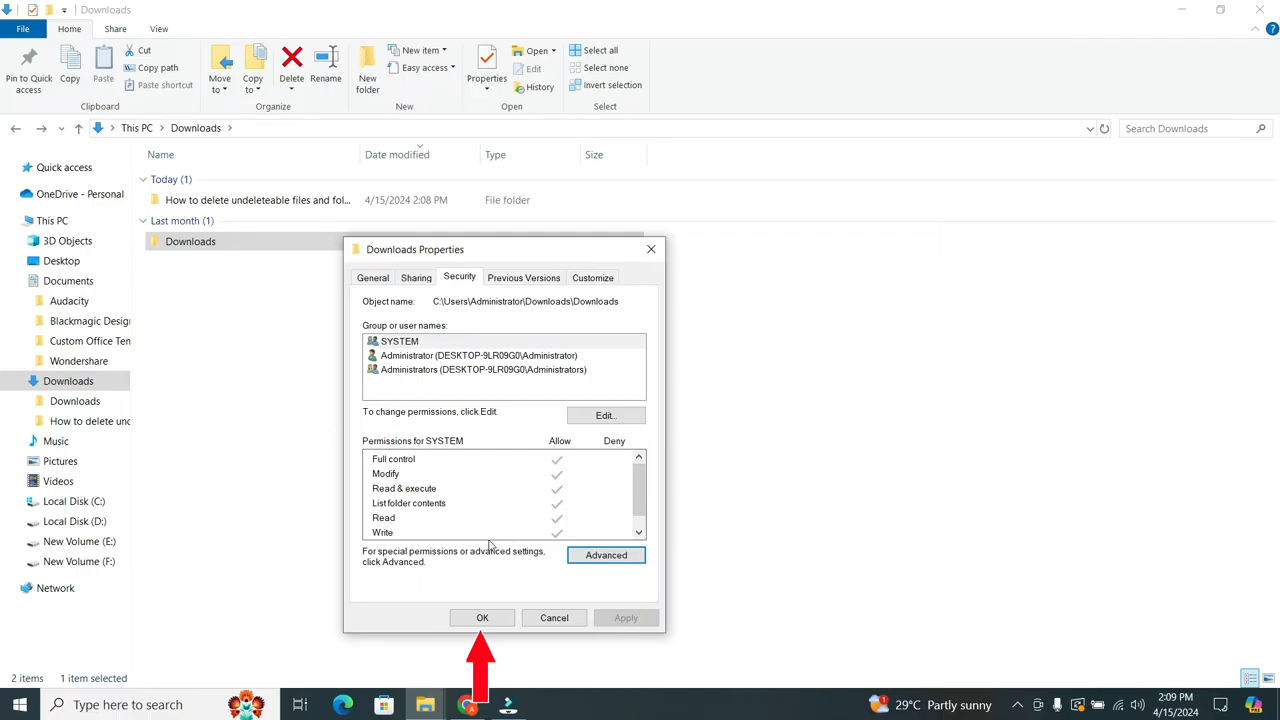 Downloads
File
Home
Share
View
Pin to Quick access
Copy
Paste
Cut
Copy path
Paste shortcut
Clipboard
Move to
Copy to
Delete
Rename
Organize
New folder
New item
Easy access
New
Properties
Open
Edit
History
Open
Select all
Select none
Invert selection
Select
This PC
Downloads
Search Downloads
Name
Date modified
Type
Size
Today (1)
How to delete undeleteable files and fol...
4/15/2024 2:08 PM
File folder
Last month (1)
Downloads
Quick access
OneDrive - Personal
This PC
3D Objects
Desktop
Documents
Audacity
Blackmagic Desig
Custom Office Ten
Wondershare
Downloads
Downloads
How to delete und
Music
Pictures
Videos
Local Disk (C:)
Local Disk (D:)
New Volume (E:)
New Volume (F:)
Network
Downloads Properties
General
Sharing
Security
Previous Versions
Customize
Object name: C:\Users\Administrator\Downloads\Downloads
Group or user names:
SYSTEM
Administrator (DESKTOP-9LR09G0\Administrator)
Administrators (DESKTOP-9LR09G0\Administrators)
To change permissions, click Edit.
Edit...
Permissions for SYSTEM
Allow
Deny
Full control
Modify
Read & execute
List folder contents
Read
Write
For special permissions or advanced settings,
click Advanced.
Advanced
OK
Cancel
Apply
2 items
1 item selected
Type here to search
29°C Partly sunny
2:09 PM
4/15/2024